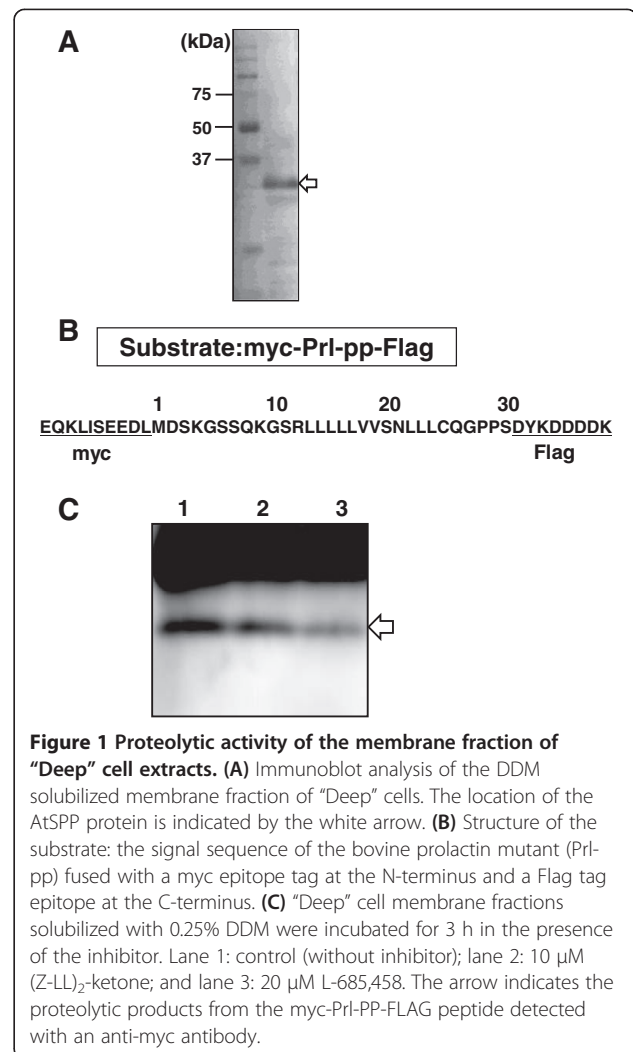 A
(kDa)
75
50
37
B
Substrate:myc-Prl-pp-Flag
1 10 20 30
EQKLISEEDLMDSKGSSQKGSRLLLLLVVSNLLLCQGPPSDYKDDDDK
myc Flag
C
1 2 3
Figure 1 Proteolytic activity of the membrane fraction of
“Deep” cell extracts. (A) Immunoblot analysis of the DDM
solubilized membrane fraction of “Deep” cells. The location of the
AtSPP protein is indicated by the white arrow. (B) Structure of the
substrate: the signal sequence of the bovine prolactin mutant (Prl-
pp) fused with a myc epitope tag at the N-terminus and a Flag tag
epitope at the C-terminus. (C) “Deep” cell membrane fractions
solubilized with 0.25% DDM were incubated for 3 h in the presence
of the inhibitor. Lane 1: control (without inhibitor); lane 2: 10 μM
(Z-LL)2-ketone; and lane 3: 20 μM L-685,458. The arrow indicates the
proteolytic products from the myc-Prl-PP-FLAG peptide detected
with an anti-myc antibody.